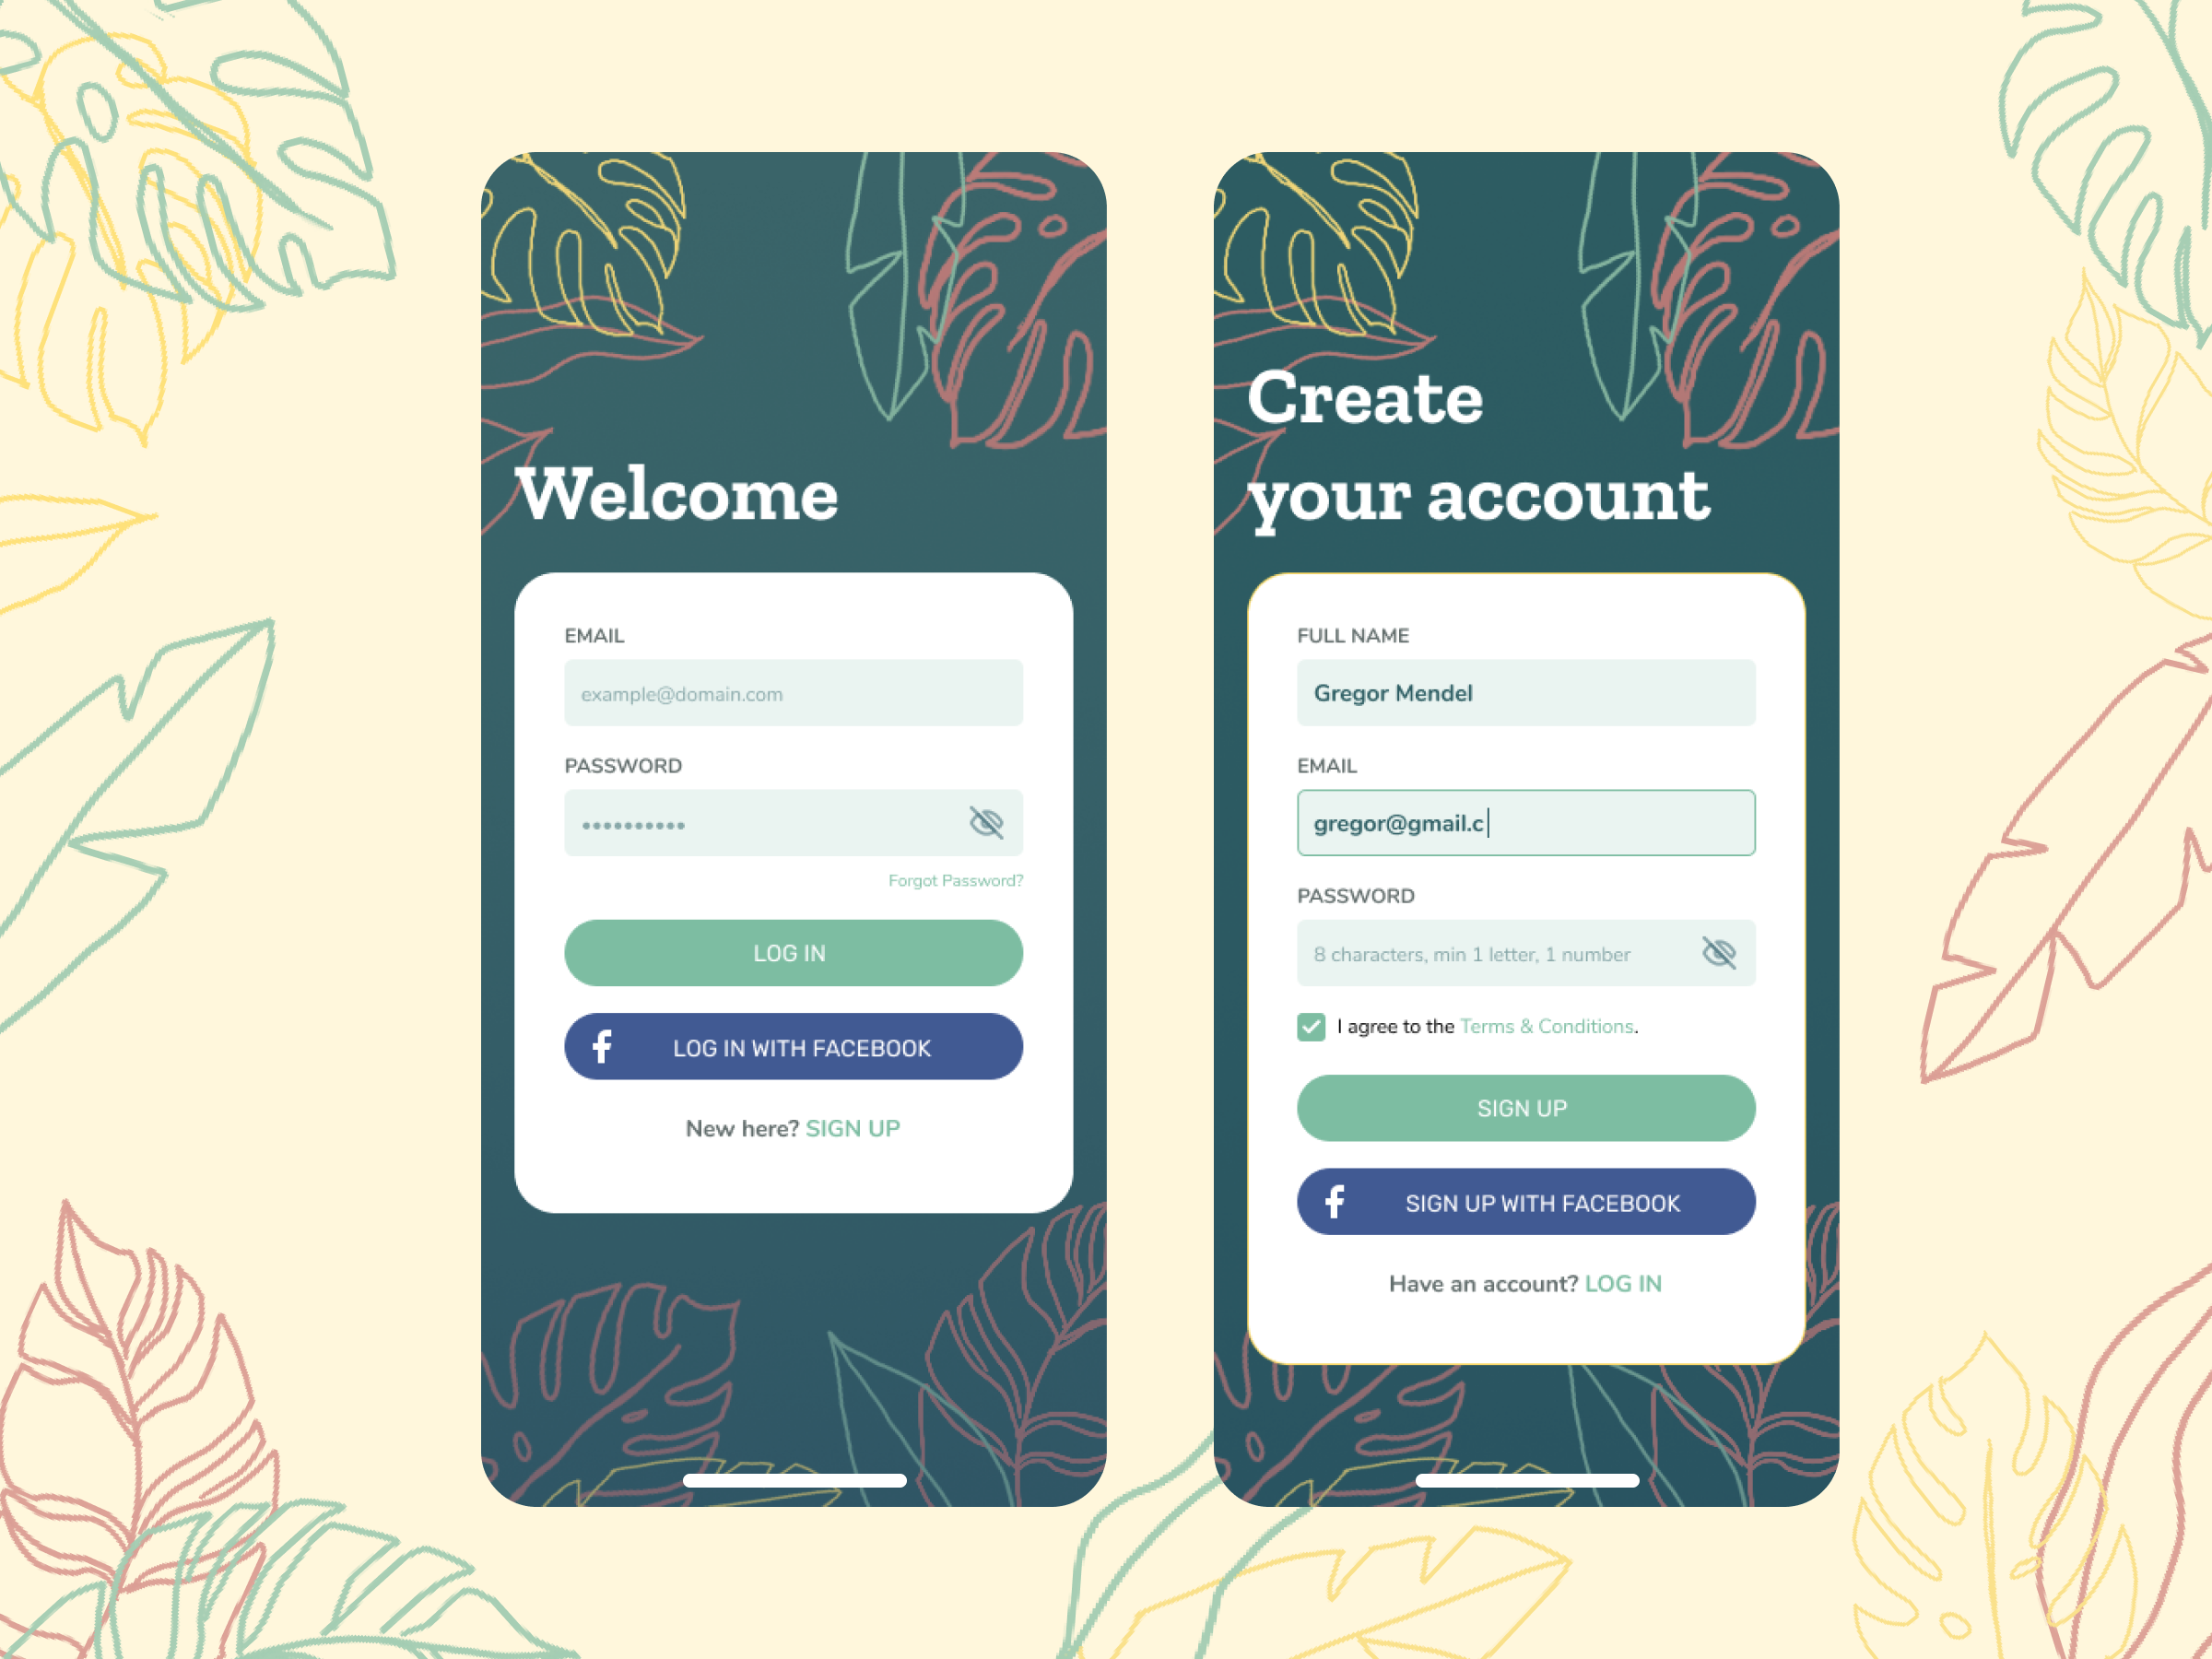 Welcome
EMAIL
example@domain.com
PASSWORD
••••••••••
Forgot Password?
LOG IN
LOG IN WITH FACEBOOK
New here? SIGN UP
Create
your account
FULL NAME
Gregor Mendel
EMAIL
gregor@gmail.c
PASSWORD
8 characters, min 1 letter, 1 number
I agree to the Terms & Conditions.
SIGN UP
SIGN UP WITH FACEBOOK
Have an account? LOG IN